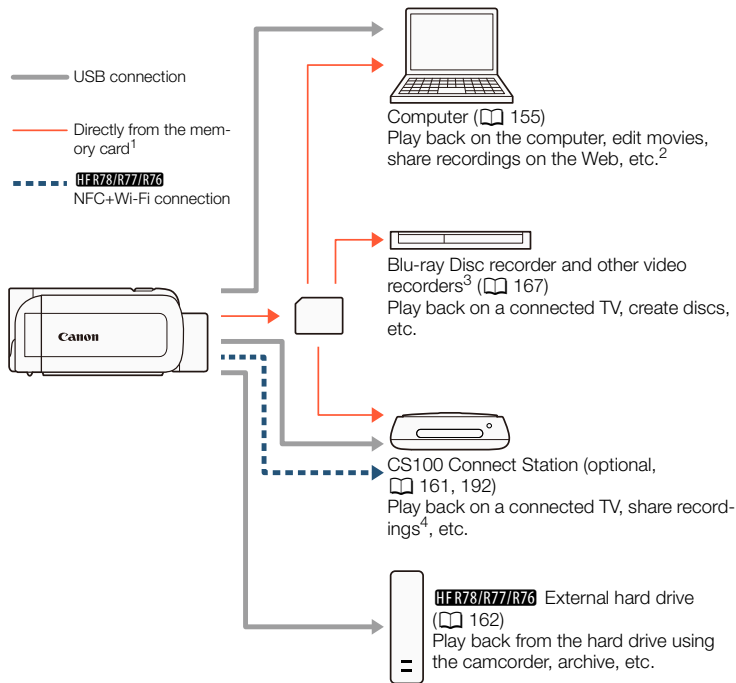 USB connection
Directly from the mem-
ory card1
HF R78/R77/R76
NFC+Wi-Fi connection
Canon
Computer (155)
Play back on the computer, edit movies,
share recordings on the Web, etc.2
Blu-ray Disc recorder and other video
recorders3 (167)
Play back on a connected TV, create discs,
etc.
CS100 Connect Station (optional,
161, 192)
Play back on a connected TV, share record-
ings4, etc.
HF R78/R77/R76 External hard drive
(162)
Play back from the hard drive using
the camcorder, archive, etc.